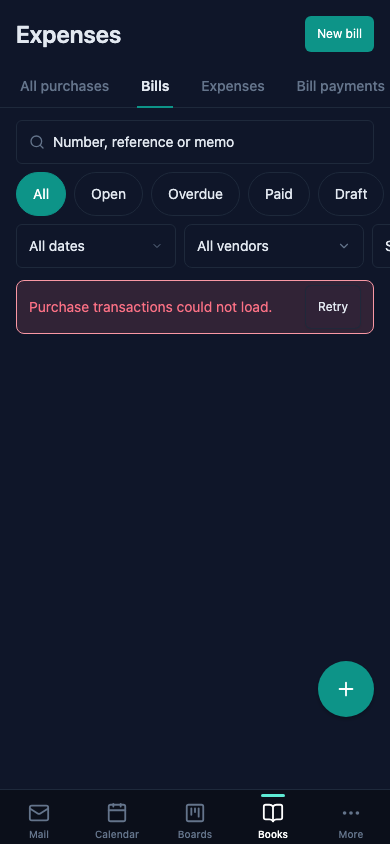 Expenses
New bill
All purchases
Bills
Expenses
Bill payments
Number, reference or memo
All
Open
Overdue
Paid
Draft
All dates
All vendors
Purchase transactions could not load.
Retry
Mail
Calendar
Boards
Books
More